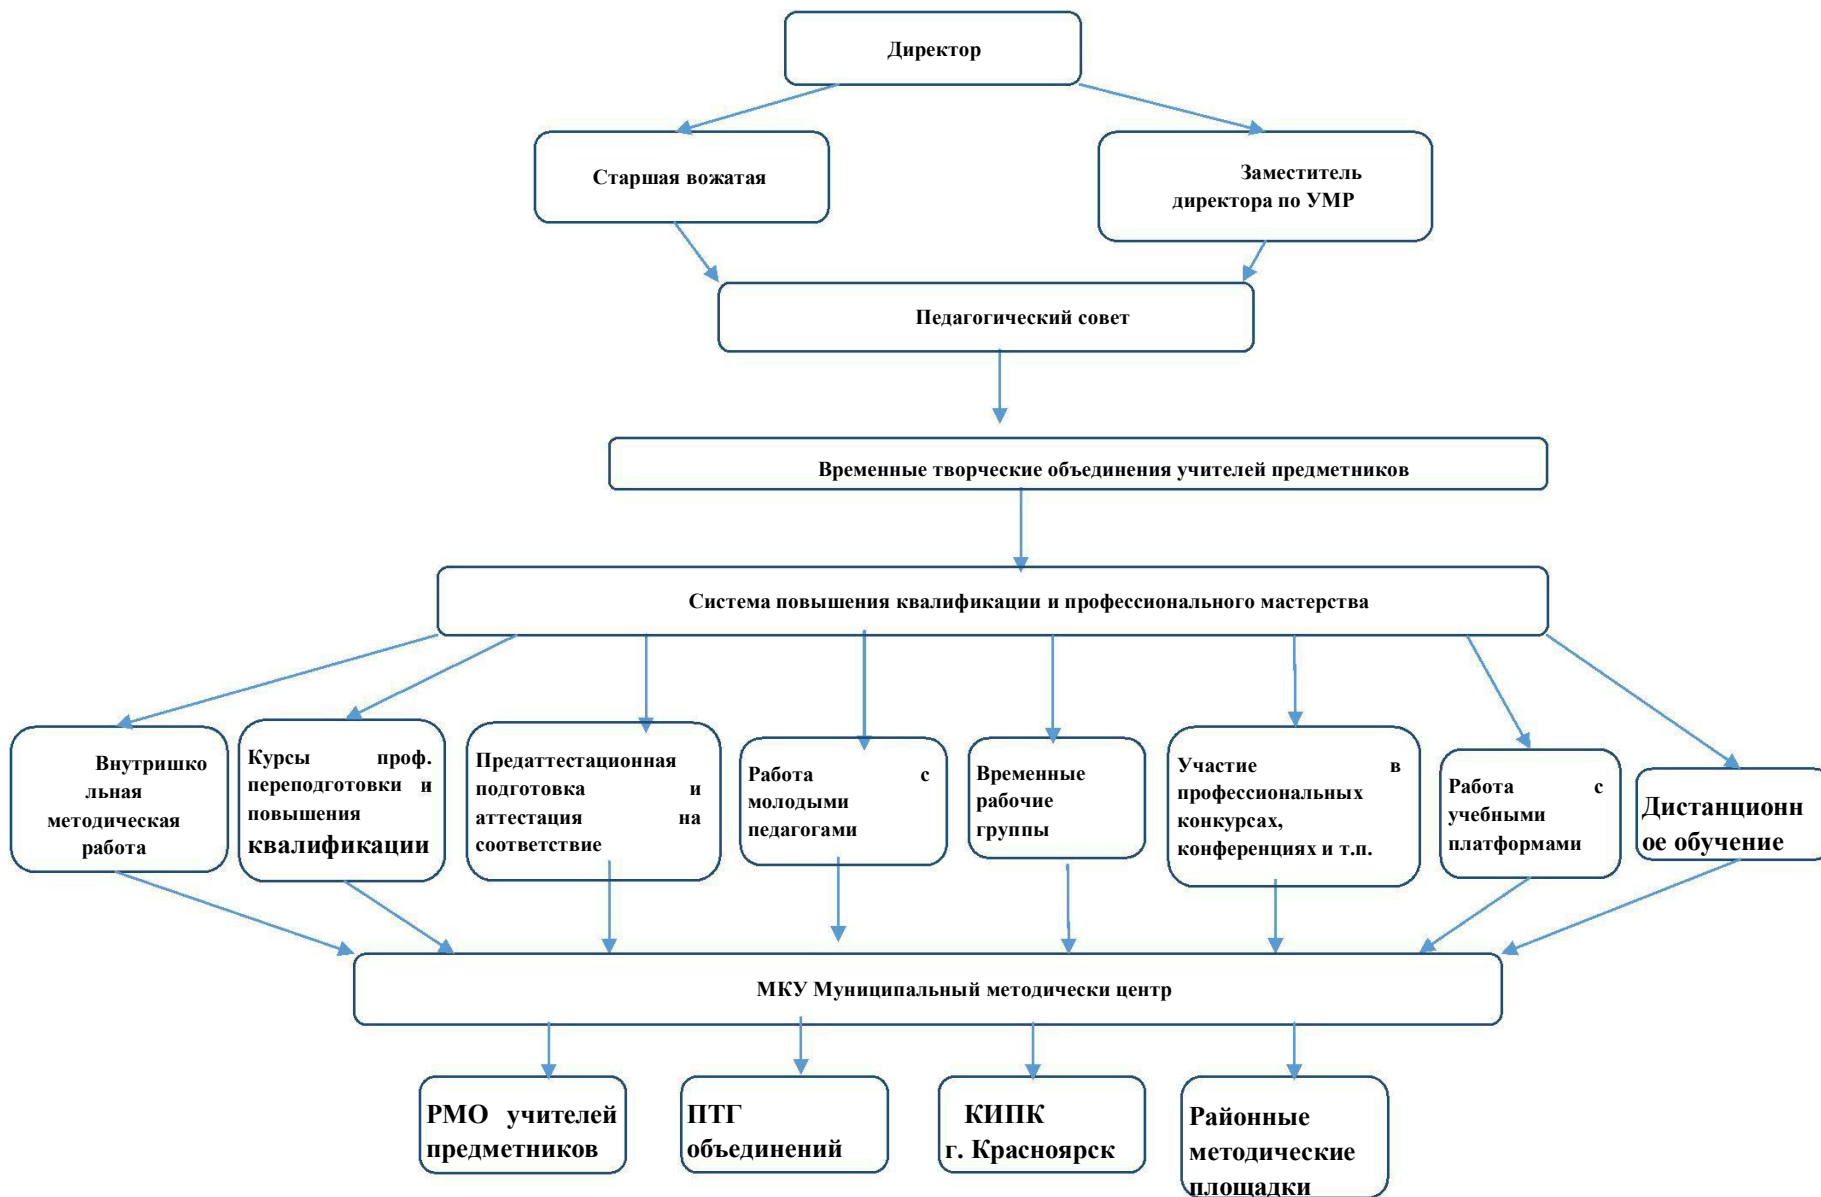 Директор
Старшая вожатая
Заместитель
директора по УМР
Педагогический совет
Временные творческие объединения учителей предметников
Система повышения квалификации и профессионального мастерства
Внутришко
льная
методическая
работа
Курсы проф.
переподготовки и
повышения
квалификации
Предаттестационная
подготовка и
аттестация на
соответствие
Работа с
молодыми
педагогами
Временные
рабочие
группы
Участие в
профессиональных
конкурсах,
конференциях и т.п.
Работа с
учебными
платформами
Дистанционн
ое обучение
МКУ Муниципальный методически центр
РМО учителей
предметников
ПТГ
объединений
КИПК
г. Красноярск
Районные
методические
площадки